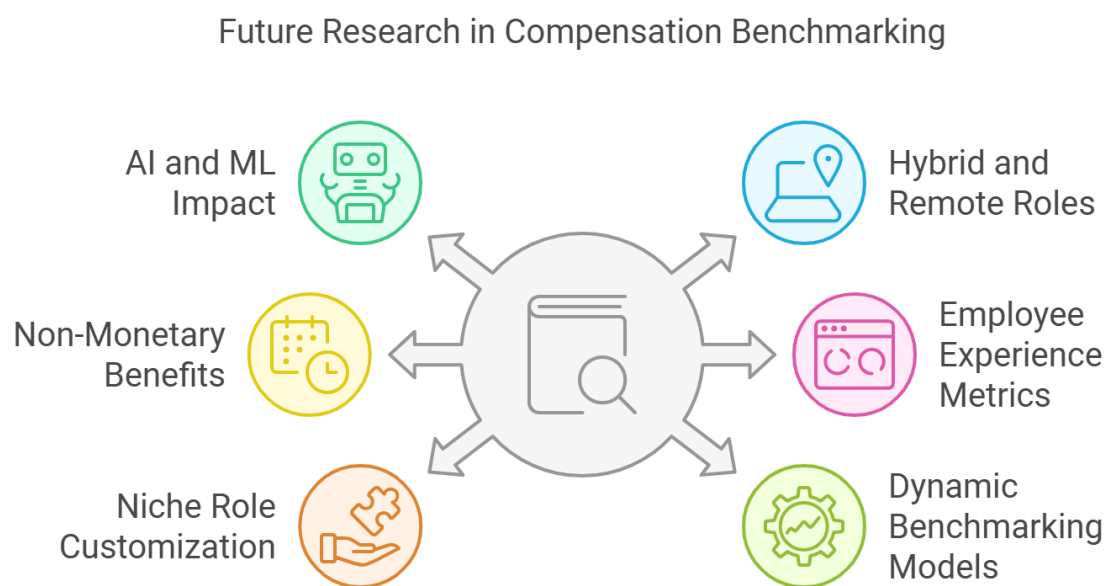 Future Research in Compensation Benchmarking
AI and ML
Impact
Hybrid and
Remote Roles
Non-Monetary
Benefits
Employee
Experience
Metrics
Niche Role
Customization
Dynamic
Benchmarking
Models